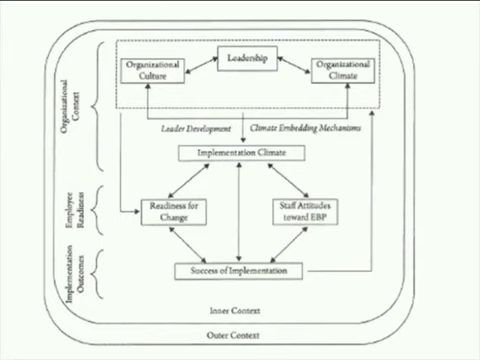 Leadership
Organizational
Culture
Organizational
Climate
Organizational
Context
Leader Development
Climate Embedding Mechanisms
Implementation Climate
Employee
Readiness
Readiness for
Change
Staff Attitudes
toward EBP
Implementation
Outcomes
Success of Implementation
Inner Context
Outer Context